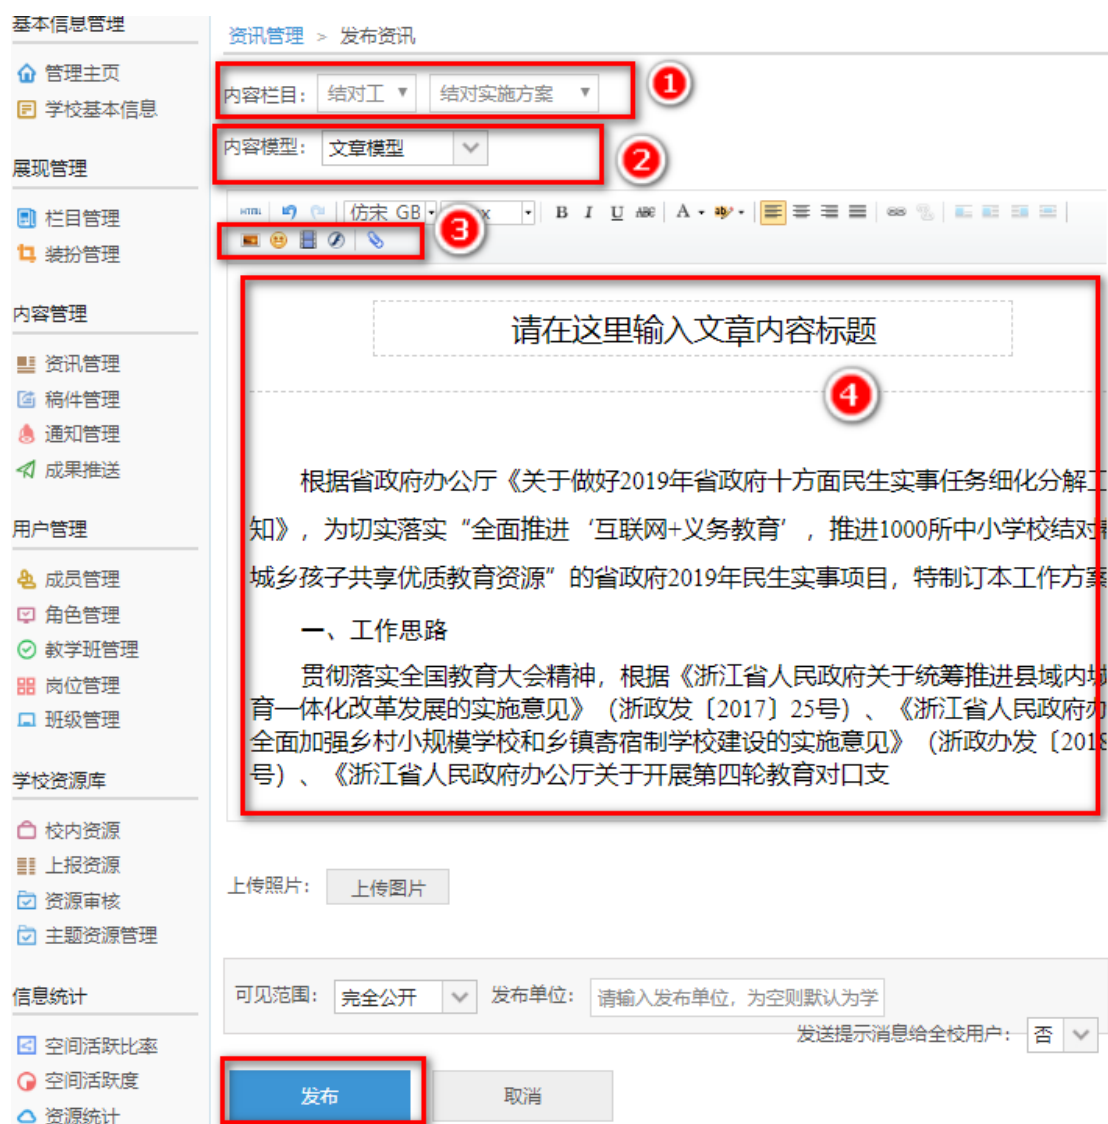 基本信息管理
管理主页
学校基本信息
展现管理
栏目管理
装扮管理
内容管理
资讯管理
稿件管理
通知管理
成果推送
用户管理
成员管理
角色管理
教学班管理
岗位管理
班级管理
学校资源库
校内资源
上报资源
资源审核
主题资源管理
信息统计
空间活跃比率
空间活跃度
资源统计
资讯管理 > 发布资讯
内容栏目： 结对工 结对实施方案
1
内容模型： 文章模型
2
HTML 仿宋 GB x B I U ABC A ab
3
请在这里输入文章内容标题
4
根据省政府办公厅《关于做好2019年省政府十方面民生实事任务细化分解工
知》，为切实落实“全面推进‘互联网+义务教育’，推进1000所中小学校结对
城乡孩子共享优质教育资源”的省政府2019年民生实事项目，特制订本工作方案
一、工作思路
贯彻落实全国教育大会精神，根据《浙江省人民政府关于统筹推进县域内城
育一体化改革发展的实施意见》（浙政发〔2017〕25号）、《浙江省人民政府办
全面加强乡村小规模学校和乡镇寄宿制学校建设的实施意见》（浙政办发〔2018
号）、《浙江省人民政府办公厅关于开展第四轮教育对口支
上传照片： 上传图片
可见范围： 完全公开 发布单位： 请输入发布单位，为空则默认为学
发送提示消息给全校用户： 否
发布 取消